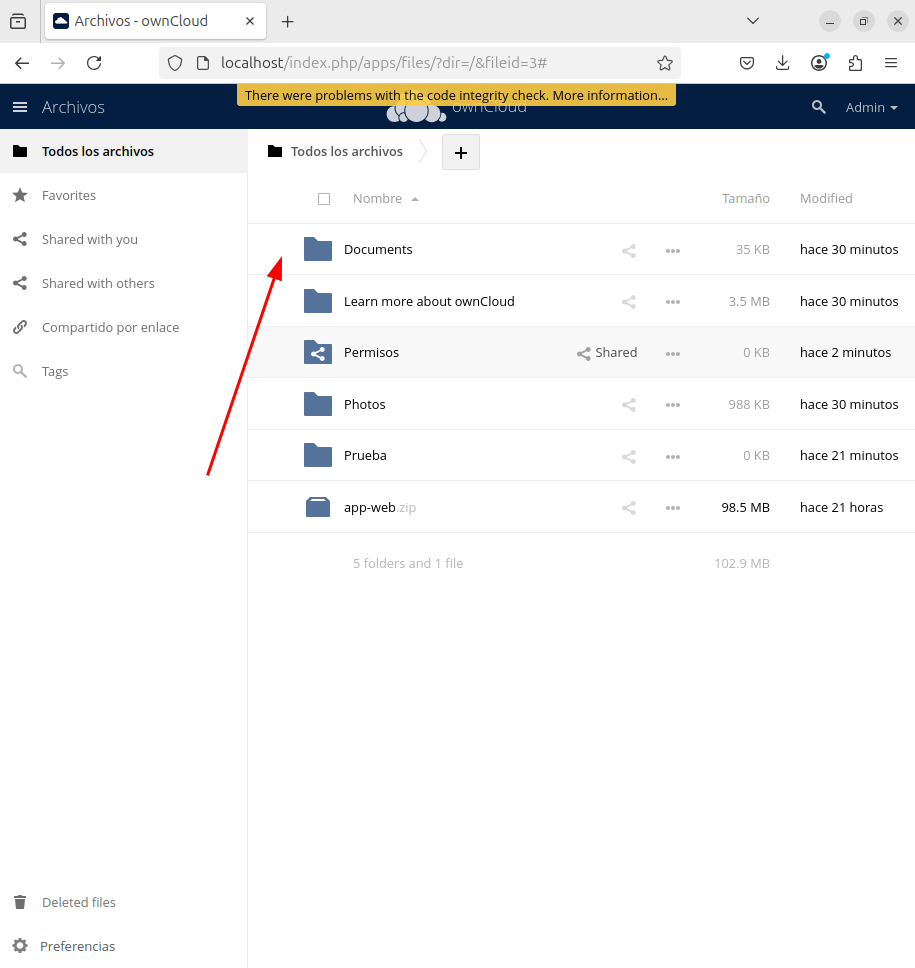 Archivos - ownCloud
localhost/index.php/apps/files/?dir=/&fileid=3#
There were problems with the code integrity check. More information...
Archivos
ownCloud
Admin
Todos los archivos
Favorites
Shared with you
Shared with others
Compartido por enlace
Tags
Deleted files
Preferencias
Todos los archivos
Nombre Tamaño Modified
Documents 35 KB hace 30 minutos
Learn more about ownCloud 3.5 MB hace 30 minutos
Permisos Shared 0 KB hace 2 minutos
Photos 988 KB hace 30 minutos
Prueba 0 KB hace 21 minutos
app-web.zip 98.5 MB hace 21 horas
5 folders and 1 file 102.9 MB